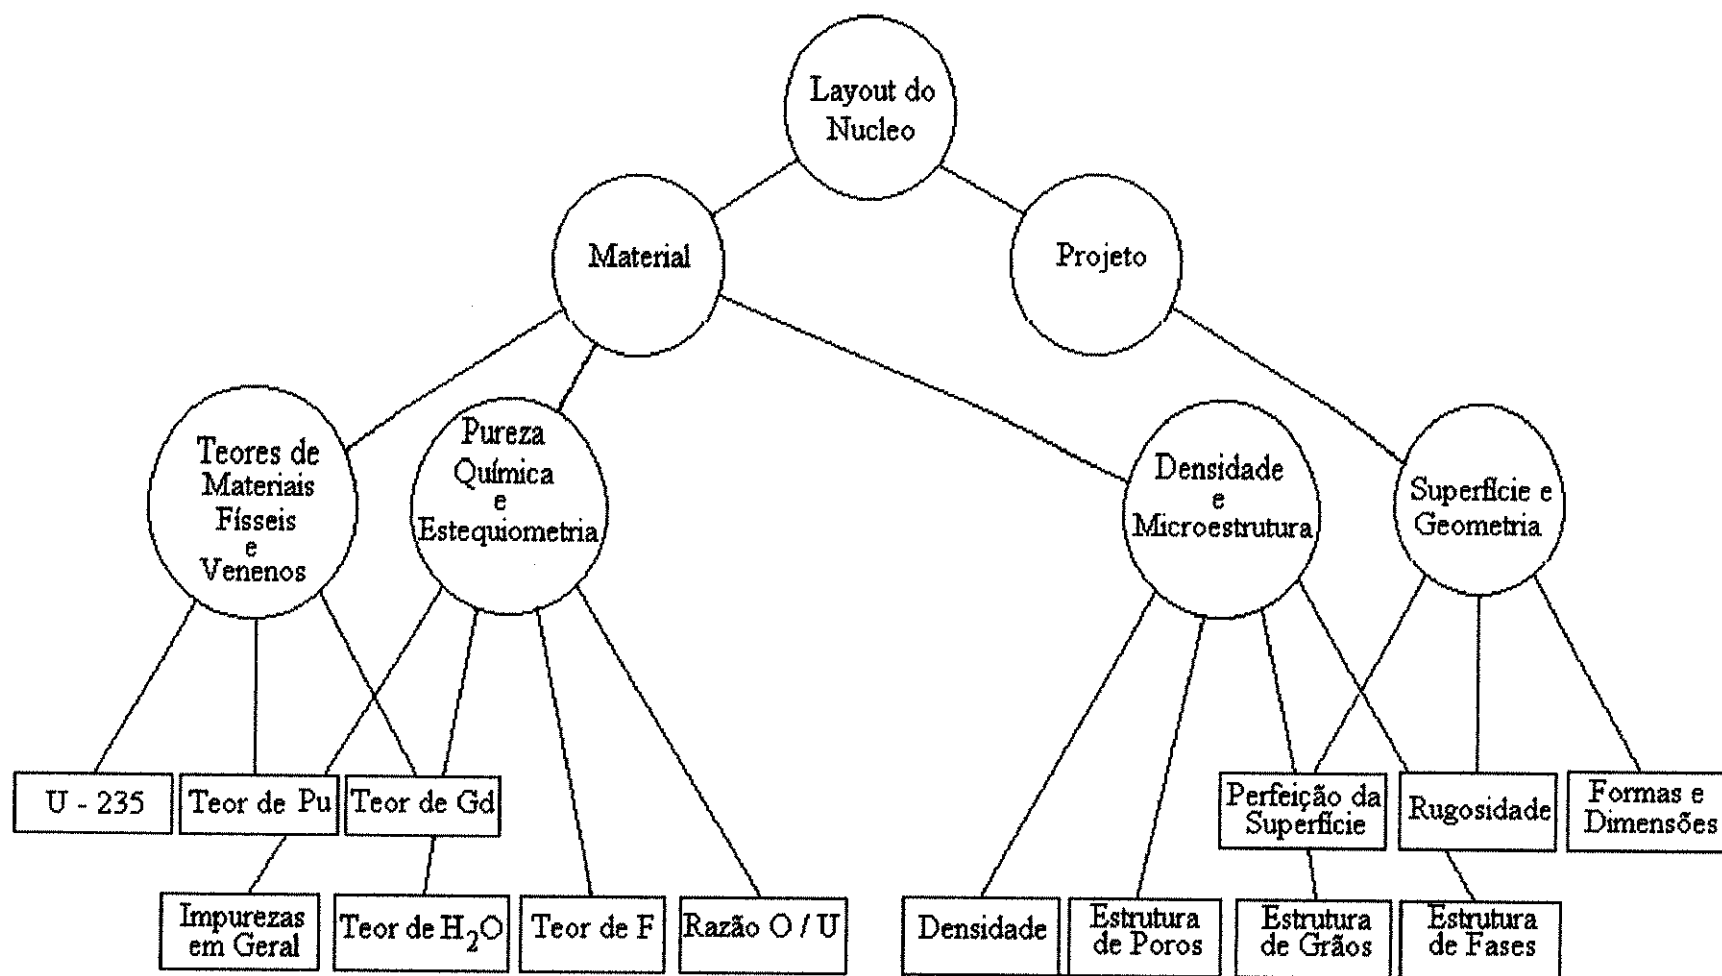 Layout do
Nucleo
Material
Projeto
Teores de
Materiais
Físseis
e
Venenos
Pureza
Química
e
Estequiometria
Densidade
e
Microestrutura
Superfície e
Geometria
U - 235
Teor de Pu
Teor de Gd
Perfeição da
Superfície
Rugosidade
Formas e
Dimensões
Impurezas
em Geral
Teor de H₂O
Teor de F
Razão O / U
Densidade
Estrutura
de Poros
Estrutura
de Grãos
Estrutura
de Fases